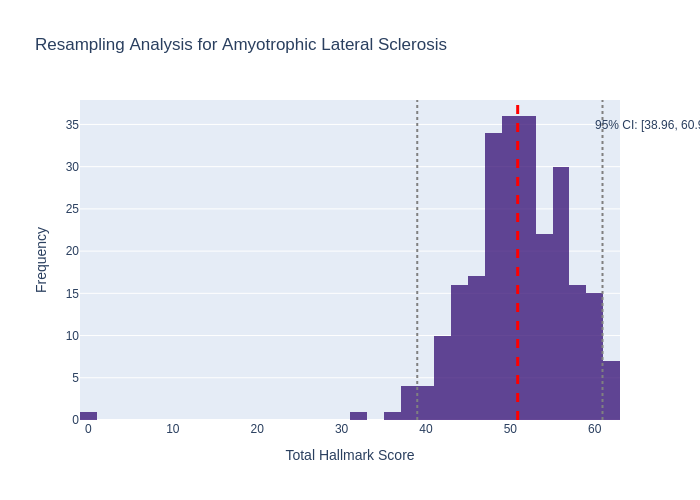 Resampling Analysis for Amyotrophic Lateral Sclerosis
95% CI: [38.96, 60.9
Frequency
35
30
25
20
15
10
5
0
0 10 20 30 40 50 60
Total Hallmark Score